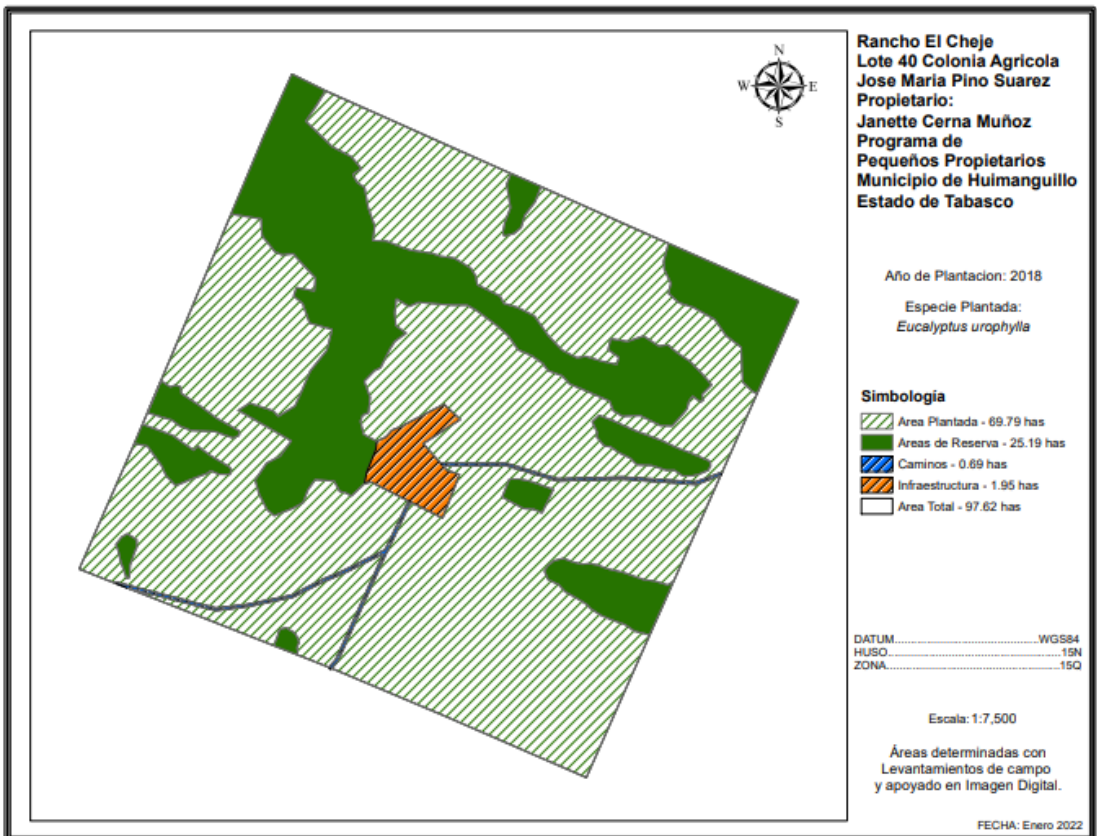 N
W E
S
Rancho El Cheje
Lote 40 Colonia Agricola
Jose Maria Pino Suarez
Propietario:
Janette Cerna Muñoz
Programa de
Pequeños Propietarios
Municipio de Huimanguillo
Estado de Tabasco
Año de Plantacion: 2018
Especie Plantada:
Eucalyptus urophylla
Simbología
Area Plantada - 69.79 has
Areas de Reserva - 25.19 has
Caminos - 0.69 has
Infraestructura - 1.95 has
Area Total - 97.62 has
DATUM.............................................WGS84
HUSO......................................................15N
ZONA......................................................15Q
Escala: 1:7,500
Áreas determinadas con
Levantamientos de campo
y apoyado en Imagen Digital.
FECHA: Enero 2022